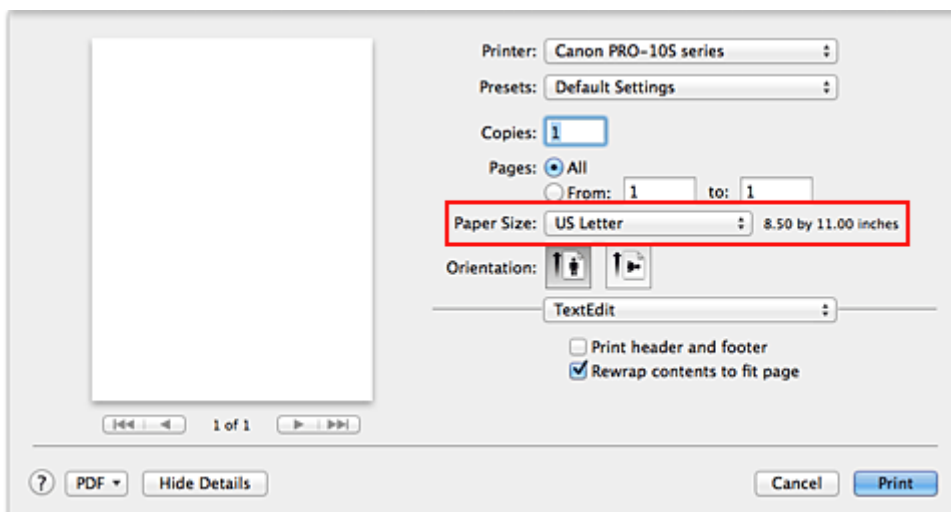 Printer: Canon PRO-10S series
Presets: Default Settings
Copies: 1
Pages: All
From: 1 to: 1
Paper Size: US Letter 8.50 by 11.00 inches
Orientation:
TextEdit
Print header and footer
Rewrap contents to fit page
1 of 1
? PDF Hide Details Cancel Print